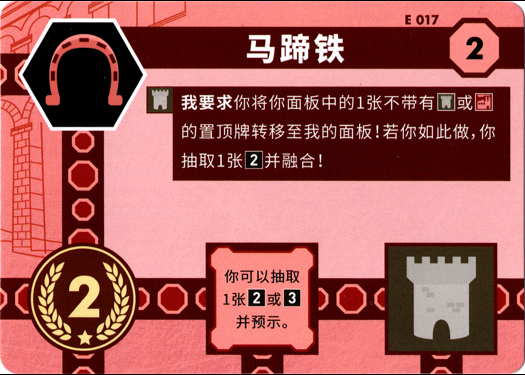 E 017
马蹄铁
2
我要求你将你面板中的1张不带有或
的置顶牌转移至我的面板！若你如此做，你
抽取1张2并融合！
2
你可以抽取
1张2或3
并预示。